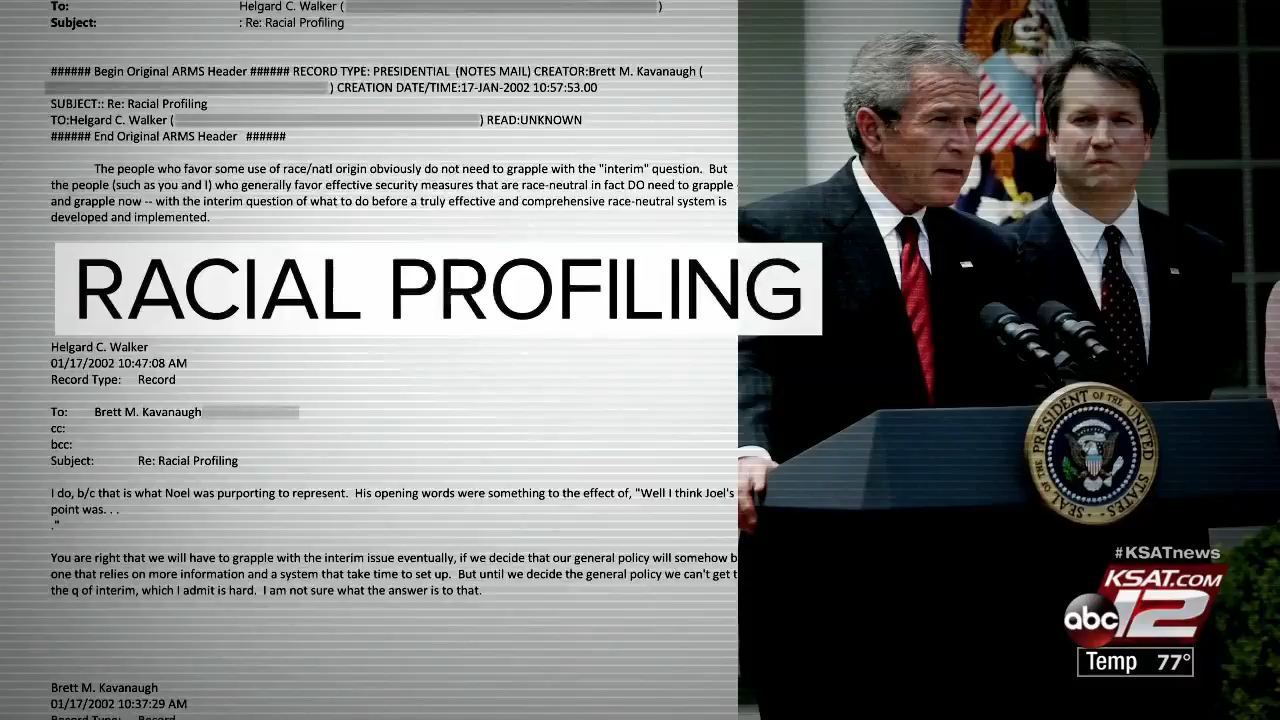 To: Helgard C. Walker ( )
Subject: : Re: Racial Profiling
###### Begin Original ARMS Header ###### RECORD TYPE: PRESIDENTIAL (NOTES MAIL) CREATOR:Brett M. Kavanaugh (
) CREATION DATE/TIME:17-JAN-2002 10:57:53.00
SUBJECT:: Re: Racial Profiling
TO:Helgard C. Walker ( ) READ:UNKNOWN
###### End Original ARMS Header ######
The people who favor some use of race/natl origin obviously do not need to grapple with the "interim" question. But
the people (such as you and I) who generally favor effective security measures that are race-neutral in fact DO need to grapple -
and grapple now -- with the interim question of what to do before a truly effective and comprehensive race-neutral system is
developed and implemented.
RACIAL PROFILING
Helgard C. Walker
01/17/2002 10:47:08 AM
Record Type: Record
To: Brett M. Kavanaugh
cc:
bcc:
Subject: Re: Racial Profiling
I do, b/c that is what Noel was purporting to represent. His opening words were something to the effect of, "Well I think Joel's
point was. . .
."
You are right that we will have to grapple with the interim issue eventually, if we decide that our general policy will somehow b
one that relies on more information and a system that take time to set up. But until we decide the general policy we can't get t
the q of interim, which I admit is hard. I am not sure what the answer is to that.
Brett M. Kavanaugh
01/17/2002 10:37:29 AM
Record Type: Record
SEAL OF THE PRESIDENT OF THE UNITED STATES
#KSATnews
KSAT.COM
abc 12
Temp 77°